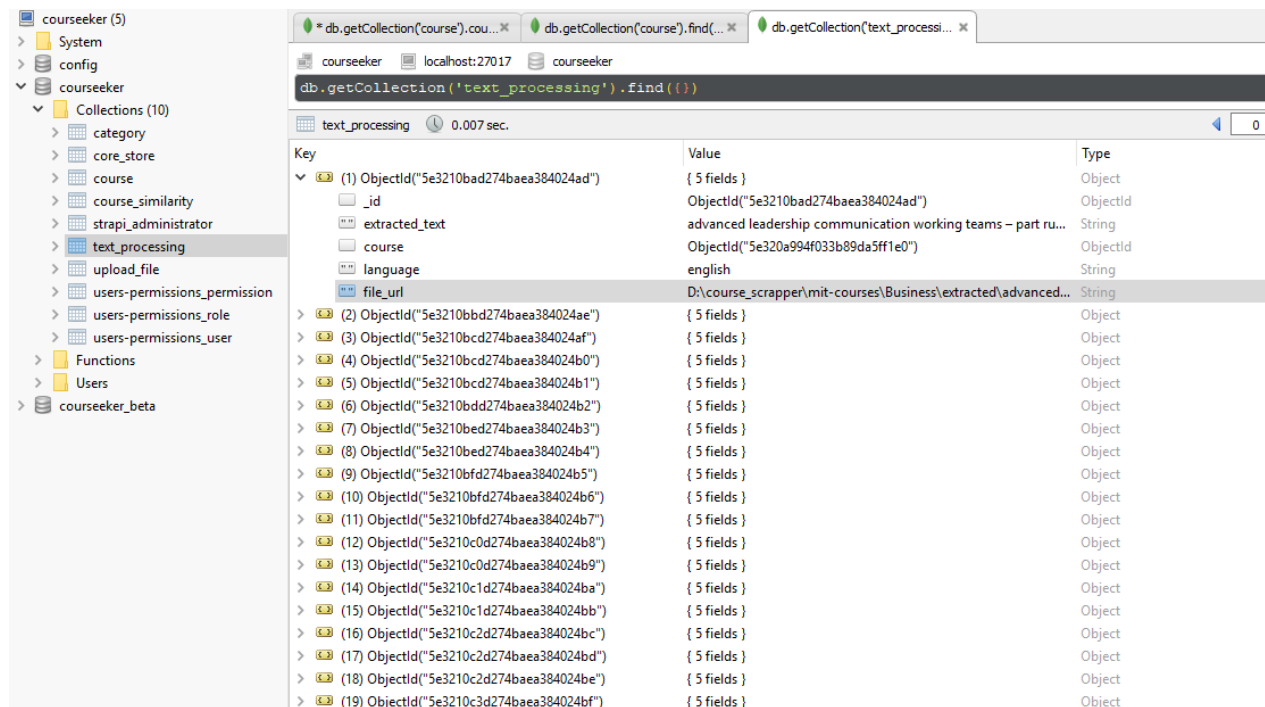 courseeker (5)
System
config
courseeker
Collections (10)
category
core_store
course
course_similarity
strapi_administrator
text_processing
upload_file
users-permissions_permission
users-permissions_role
users-permissions_user
Functions
Users
courseeker_beta
* db.getCollection('course').cou... db.getCollection('course').find(... db.getCollection('text_processi...
courseeker localhost:27017 courseeker
db.getCollection('text_processing').find({})
text_processing 0.007 sec. 0
Key Value Type
(1) ObjectId("5e3210bad274baea384024ad") { 5 fields } Object
_id ObjectId("5e3210bad274baea384024ad") ObjectId
extracted_text advanced leadership communication working teams – part ru... String
course ObjectId("5e320a994f033b89da5ff1e0") ObjectId
language english String
file_url D:\course_scrapper\mit-courses\Business\extracted\advanced... String
(2) ObjectId("5e3210bbd274baea384024ae") { 5 fields } Object
(3) ObjectId("5e3210bcd274baea384024af") { 5 fields } Object
(4) ObjectId("5e3210bcd274baea384024b0") { 5 fields } Object
(5) ObjectId("5e3210bcd274baea384024b1") { 5 fields } Object
(6) ObjectId("5e3210bdd274baea384024b2") { 5 fields } Object
(7) ObjectId("5e3210bed274baea384024b3") { 5 fields } Object
(8) ObjectId("5e3210bed274baea384024b4") { 5 fields } Object
(9) ObjectId("5e3210bfd274baea384024b5") { 5 fields } Object
(10) ObjectId("5e3210bfd274baea384024b6") { 5 fields } Object
(11) ObjectId("5e3210bfd274baea384024b7") { 5 fields } Object
(12) ObjectId("5e3210c0d274baea384024b8") { 5 fields } Object
(13) ObjectId("5e3210c0d274baea384024b9") { 5 fields } Object
(14) ObjectId("5e3210c1d274baea384024ba") { 5 fields } Object
(15) ObjectId("5e3210c1d274baea384024bb") { 5 fields } Object
(16) ObjectId("5e3210c2d274baea384024bc") { 5 fields } Object
(17) ObjectId("5e3210c2d274baea384024bd") { 5 fields } Object
(18) ObjectId("5e3210c2d274baea384024be") { 5 fields } Object
(19) ObjectId("5e3210c3d274baea384024bf") { 5 fields } Object